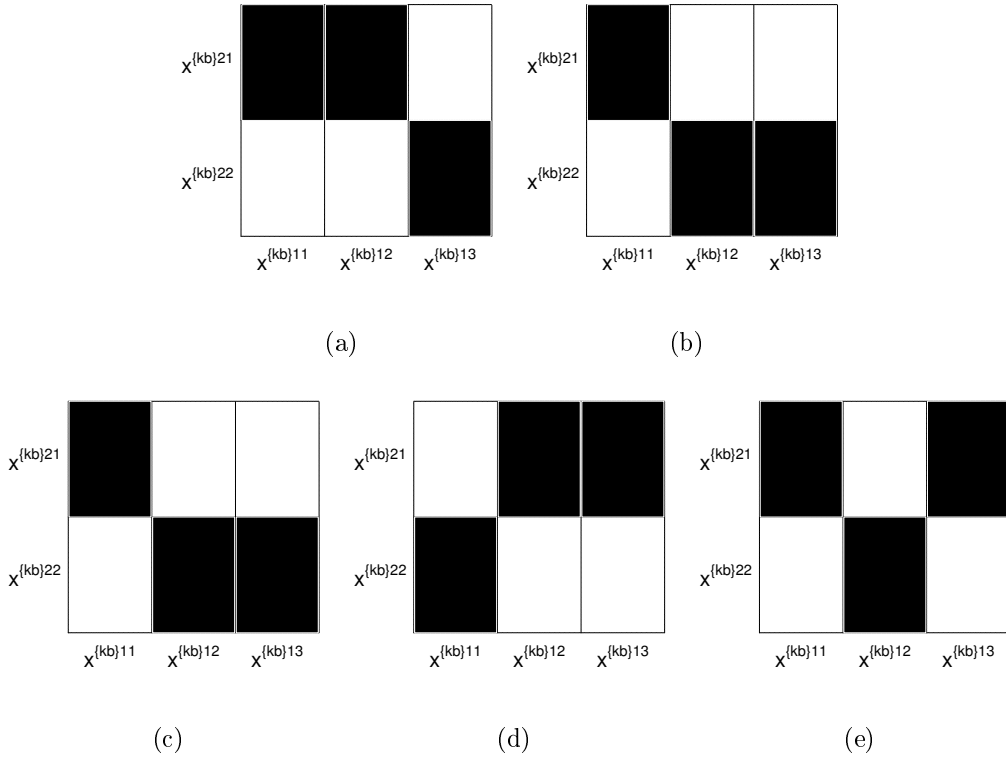 x^{kb}21 x^{kb}21
x^{kb}22 x^{kb}22
x^{kb}11 x^{kb}12 x^{kb}13 x^{kb}11 x^{kb}12 x^{kb}13
(a) (b)
x^{kb}21 x^{kb}21 x^{kb}21
x^{kb}22 x^{kb}22 x^{kb}22
x^{kb}11 x^{kb}12 x^{kb}13 x^{kb}11 x^{kb}12 x^{kb}13 x^{kb}11 x^{kb}12 x^{kb}13
(c) (d) (e)